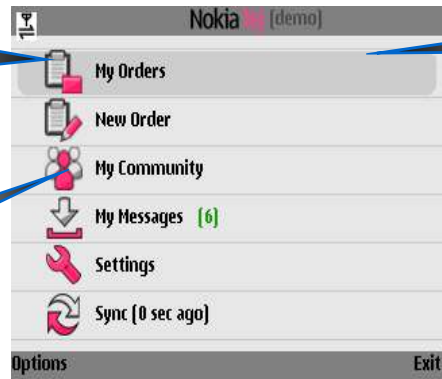 Nokia [demo]
My Orders
New Order
My Community
My Messages (6)
Settings
Sync (0 sec ago)
Options Exit